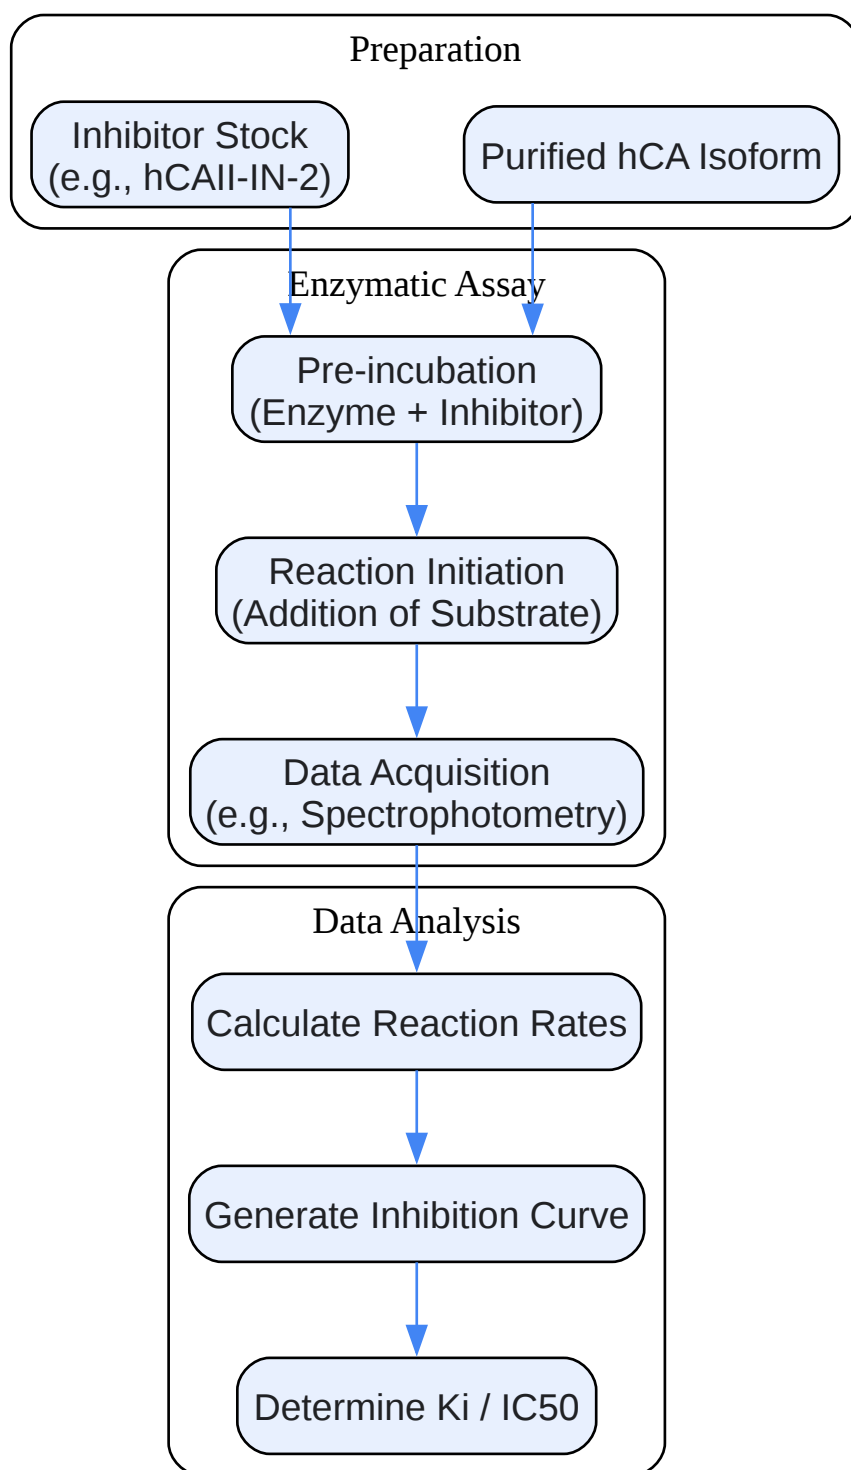 Preparation
Inhibitor Stock
(e.g., hCAII-IN-2)
Purified hCA Isoform
Enzymatic Assay
Pre-incubation
(Enzyme + Inhibitor)
Reaction Initiation
(Addition of Substrate)
Data Acquisition
(e.g., Spectrophotometry)
Data Analysis
Calculate Reaction Rates
Generate Inhibition Curve
Determine Ki / IC50